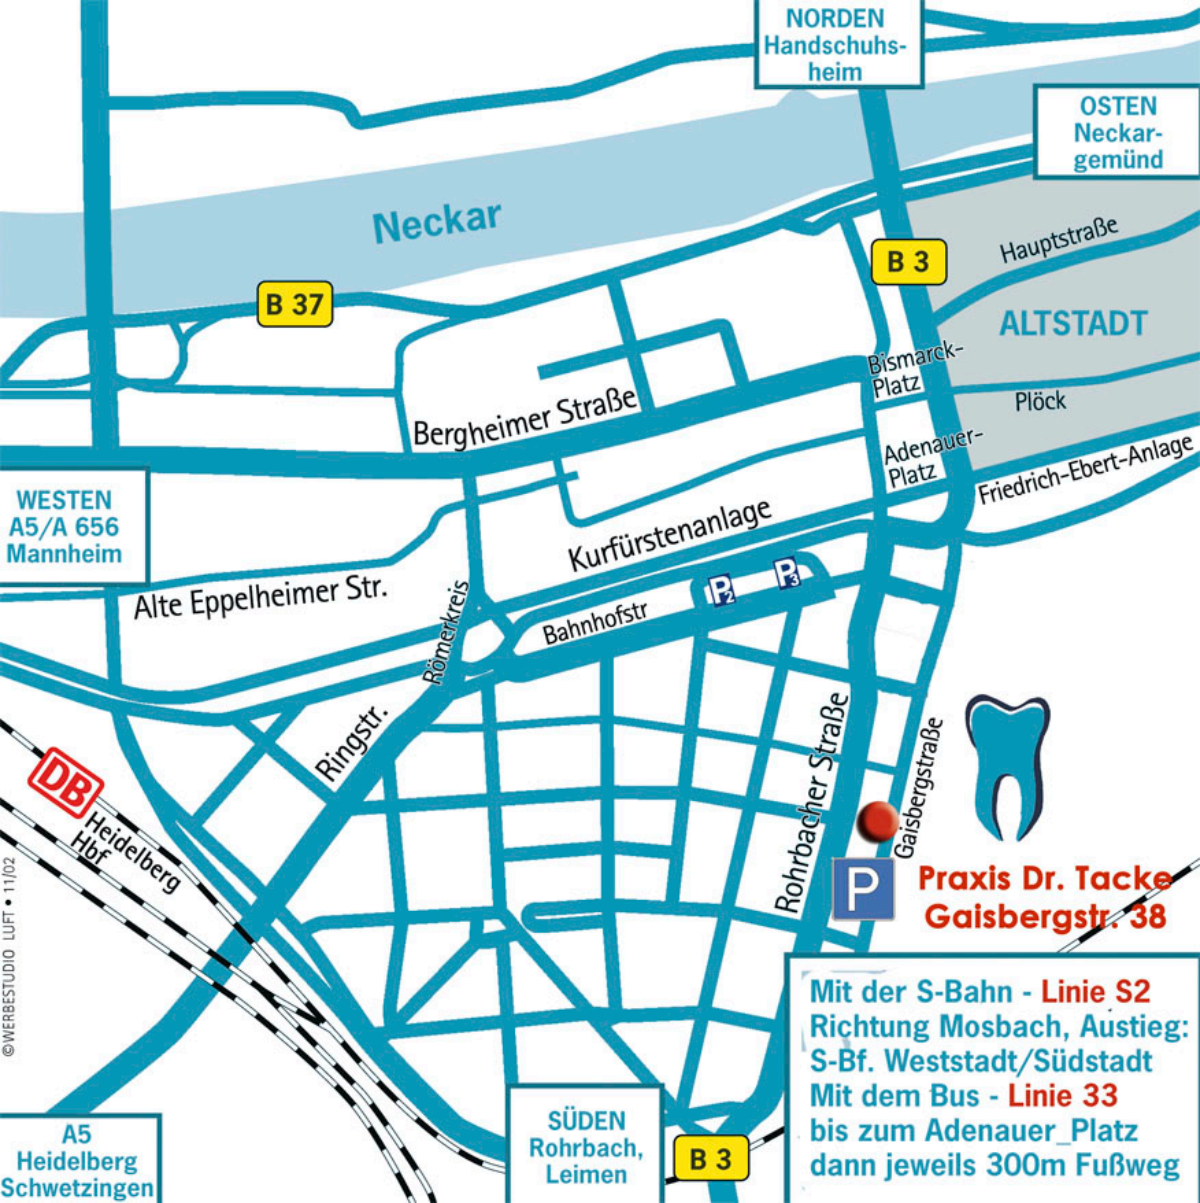 NORDEN
Handschuhs-
heim
OSTEN
Neckar-
gemünd
Neckar
Hauptstraße
B 3
B 37
ALTSTADT
Bismarck-
Platz
Plöck
Bergheimer Straße
Adenauer-
Platz
Friedrich-Ebert-Anlage
WESTEN
A5/A 656
Mannheim
Kurfürstenanlage
Alte Eppelheimer Str.
P2
P3
Römerkreis
Bahnhofstr
Ringstr.
Rohrbacher Straße
Gaisbergstraße
DB
Heidelberg
Hbf
P
Praxis Dr. Tacke
Gaisbergstr. 38
©WERBESTUDIO LUFT • 11/02
Mit der S-Bahn - Linie S2
Richtung Mosbach, Austieg:
S-Bf. Weststadt/Südstadt
Mit dem Bus - Linie 33
bis zum Adenauer_Platz
dann jeweils 300m Fußweg
SÜDEN
Rohrbach,
Leimen
B 3
A5
Heidelberg
Schwetzingen